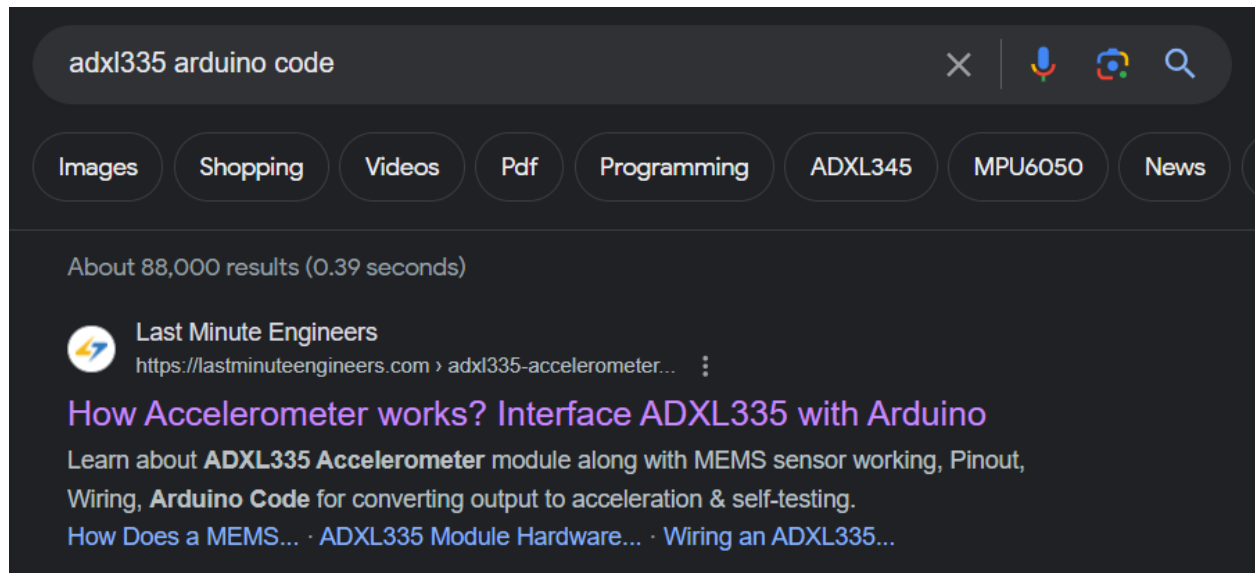 adxl335 arduino code
Images Shopping Videos Pdf Programming ADXL345 MPU6050 News
About 88,000 results (0.39 seconds)
Last Minute Engineers
https://lastminuteengineers.com › adxl335-accelerometer...
How Accelerometer works? Interface ADXL335 with Arduino
Learn about ADXL335 Accelerometer module along with MEMS sensor working, Pinout,
Wiring, Arduino Code for converting output to acceleration & self-testing.
How Does a MEMS... · ADXL335 Module Hardware... · Wiring an ADXL335...